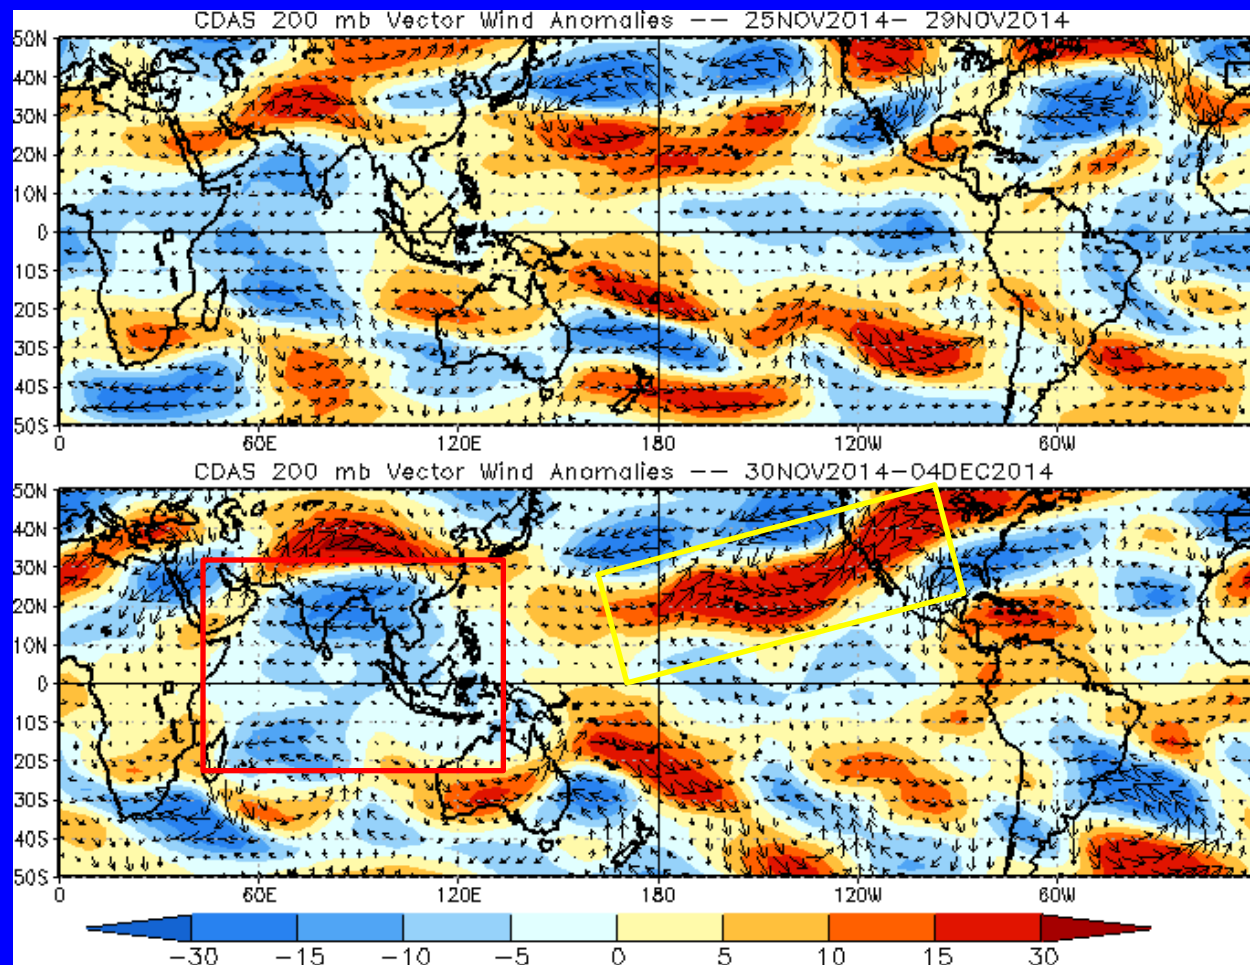 CDAS 200 mb Vector Wind Anomalies -- 25NOV2014- 29NOV2014
50N
40N
30N
20N
10N
0
10S
20S
30S
40S
50S
0 60E 120E 180 120W 60W
CDAS 200 mb Vector Wind Anomalies -- 30NOV2014-04DEC2014
50N
40N
30N
20N
10N
0
10S
20S
30S
40S
50S
0 60E 120E 180 120W 60W
-30 -15 -10 -5 0 5 10 15 30